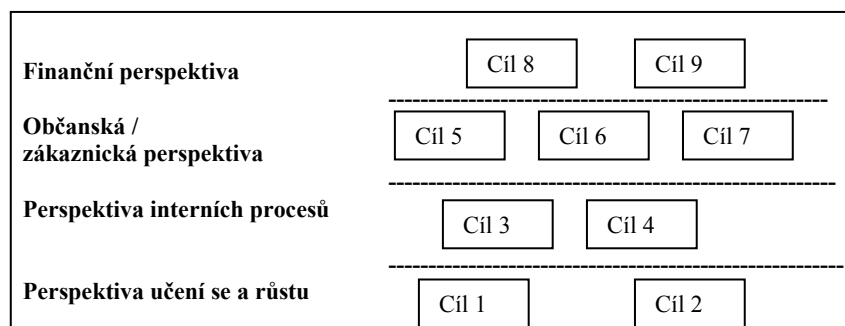 Finanční perspektiva
Cíl 8
Cíl 9
Občanská /
zákaznická perspektiva
Cíl 5
Cíl 6
Cíl 7
Perspektiva interních procesů
Cíl 3
Cíl 4
Perspektiva učení se a růstu
Cíl 1
Cíl 2